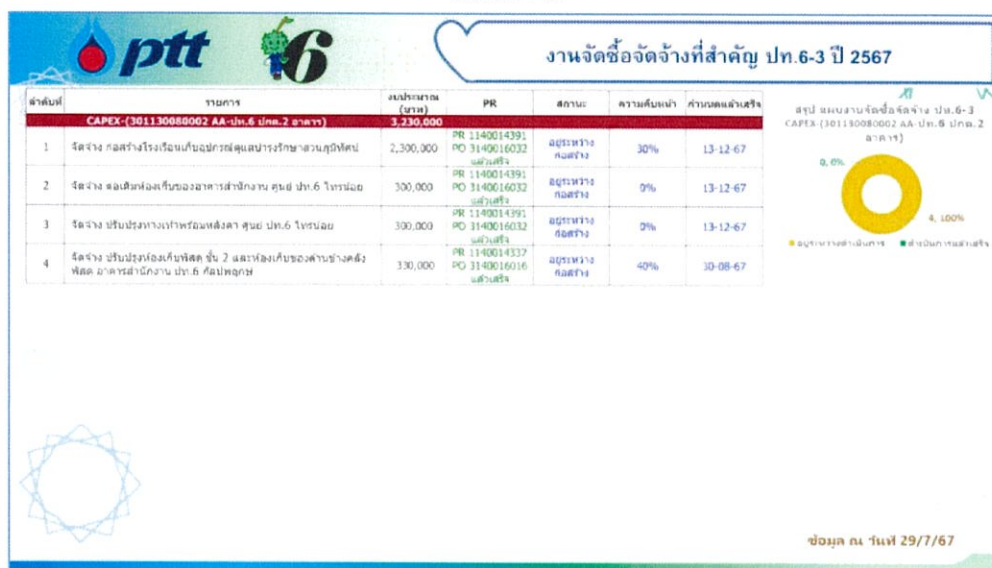 ptt
6
งานจัดซื้อจัดจ้างที่สำคัญ ปท.6-3 ปี 2567
ลำดับที่ รายการ งบประมาณ (บาท) PR สถานะ ความคืบหน้า กำหนดแล้วเสร็จ
CAPEX-(301130080002 AA-ปท.6 ปกต.2 อาคาร) 3,230,000
1 จัดจ้าง ก่อสร้างโรงเรือนเก็บอุปกรณ์ดูแลบำรุงรักษาสวนภูมิทัศน์ 2,300,000 PR 1140014391 PO 3140016032 แล้วเสร็จ อยู่ระหว่างก่อสร้าง 30% 13-12-67
2 จัดจ้าง ต่อเติมห้องเก็บของอาคารสำนักงาน ศูนย์ ปท.6 ไทรน้อย 300,000 PR 1140014391 PO 3140016032 แล้วเสร็จ อยู่ระหว่างก่อสร้าง 0% 13-12-67
3 จัดจ้าง ปรับปรุงทางเท้าพร้อมหลังคา ศูนย์ ปท.6 ไทรน้อย 300,000 PR 1140014391 PO 3140016032 แล้วเสร็จ อยู่ระหว่างก่อสร้าง 0% 13-12-67
4 จัดจ้าง ปรับปรุงห้องเก็บพัสดุ ชั้น 2 และห้องเก็บของด้านข้างคลังพัสดุ อาคารสำนักงาน ปท.6 กัลปพฤกษ์ 330,000 PR 1140014337 PO 3140016016 แล้วเสร็จ อยู่ระหว่างก่อสร้าง 40% 30-08-67
สรุป แผนงานจัดซื้อจัดจ้าง ปท.6-3
CAPEX-(301130080002 AA-ปท.6 ปกต.2
อาคาร)
0, 0%
4, 100%
อยู่ระหว่างดำเนินการ ดำเนินการแล้วเสร็จ
ข้อมูล ณ วันที่ 29/7/67